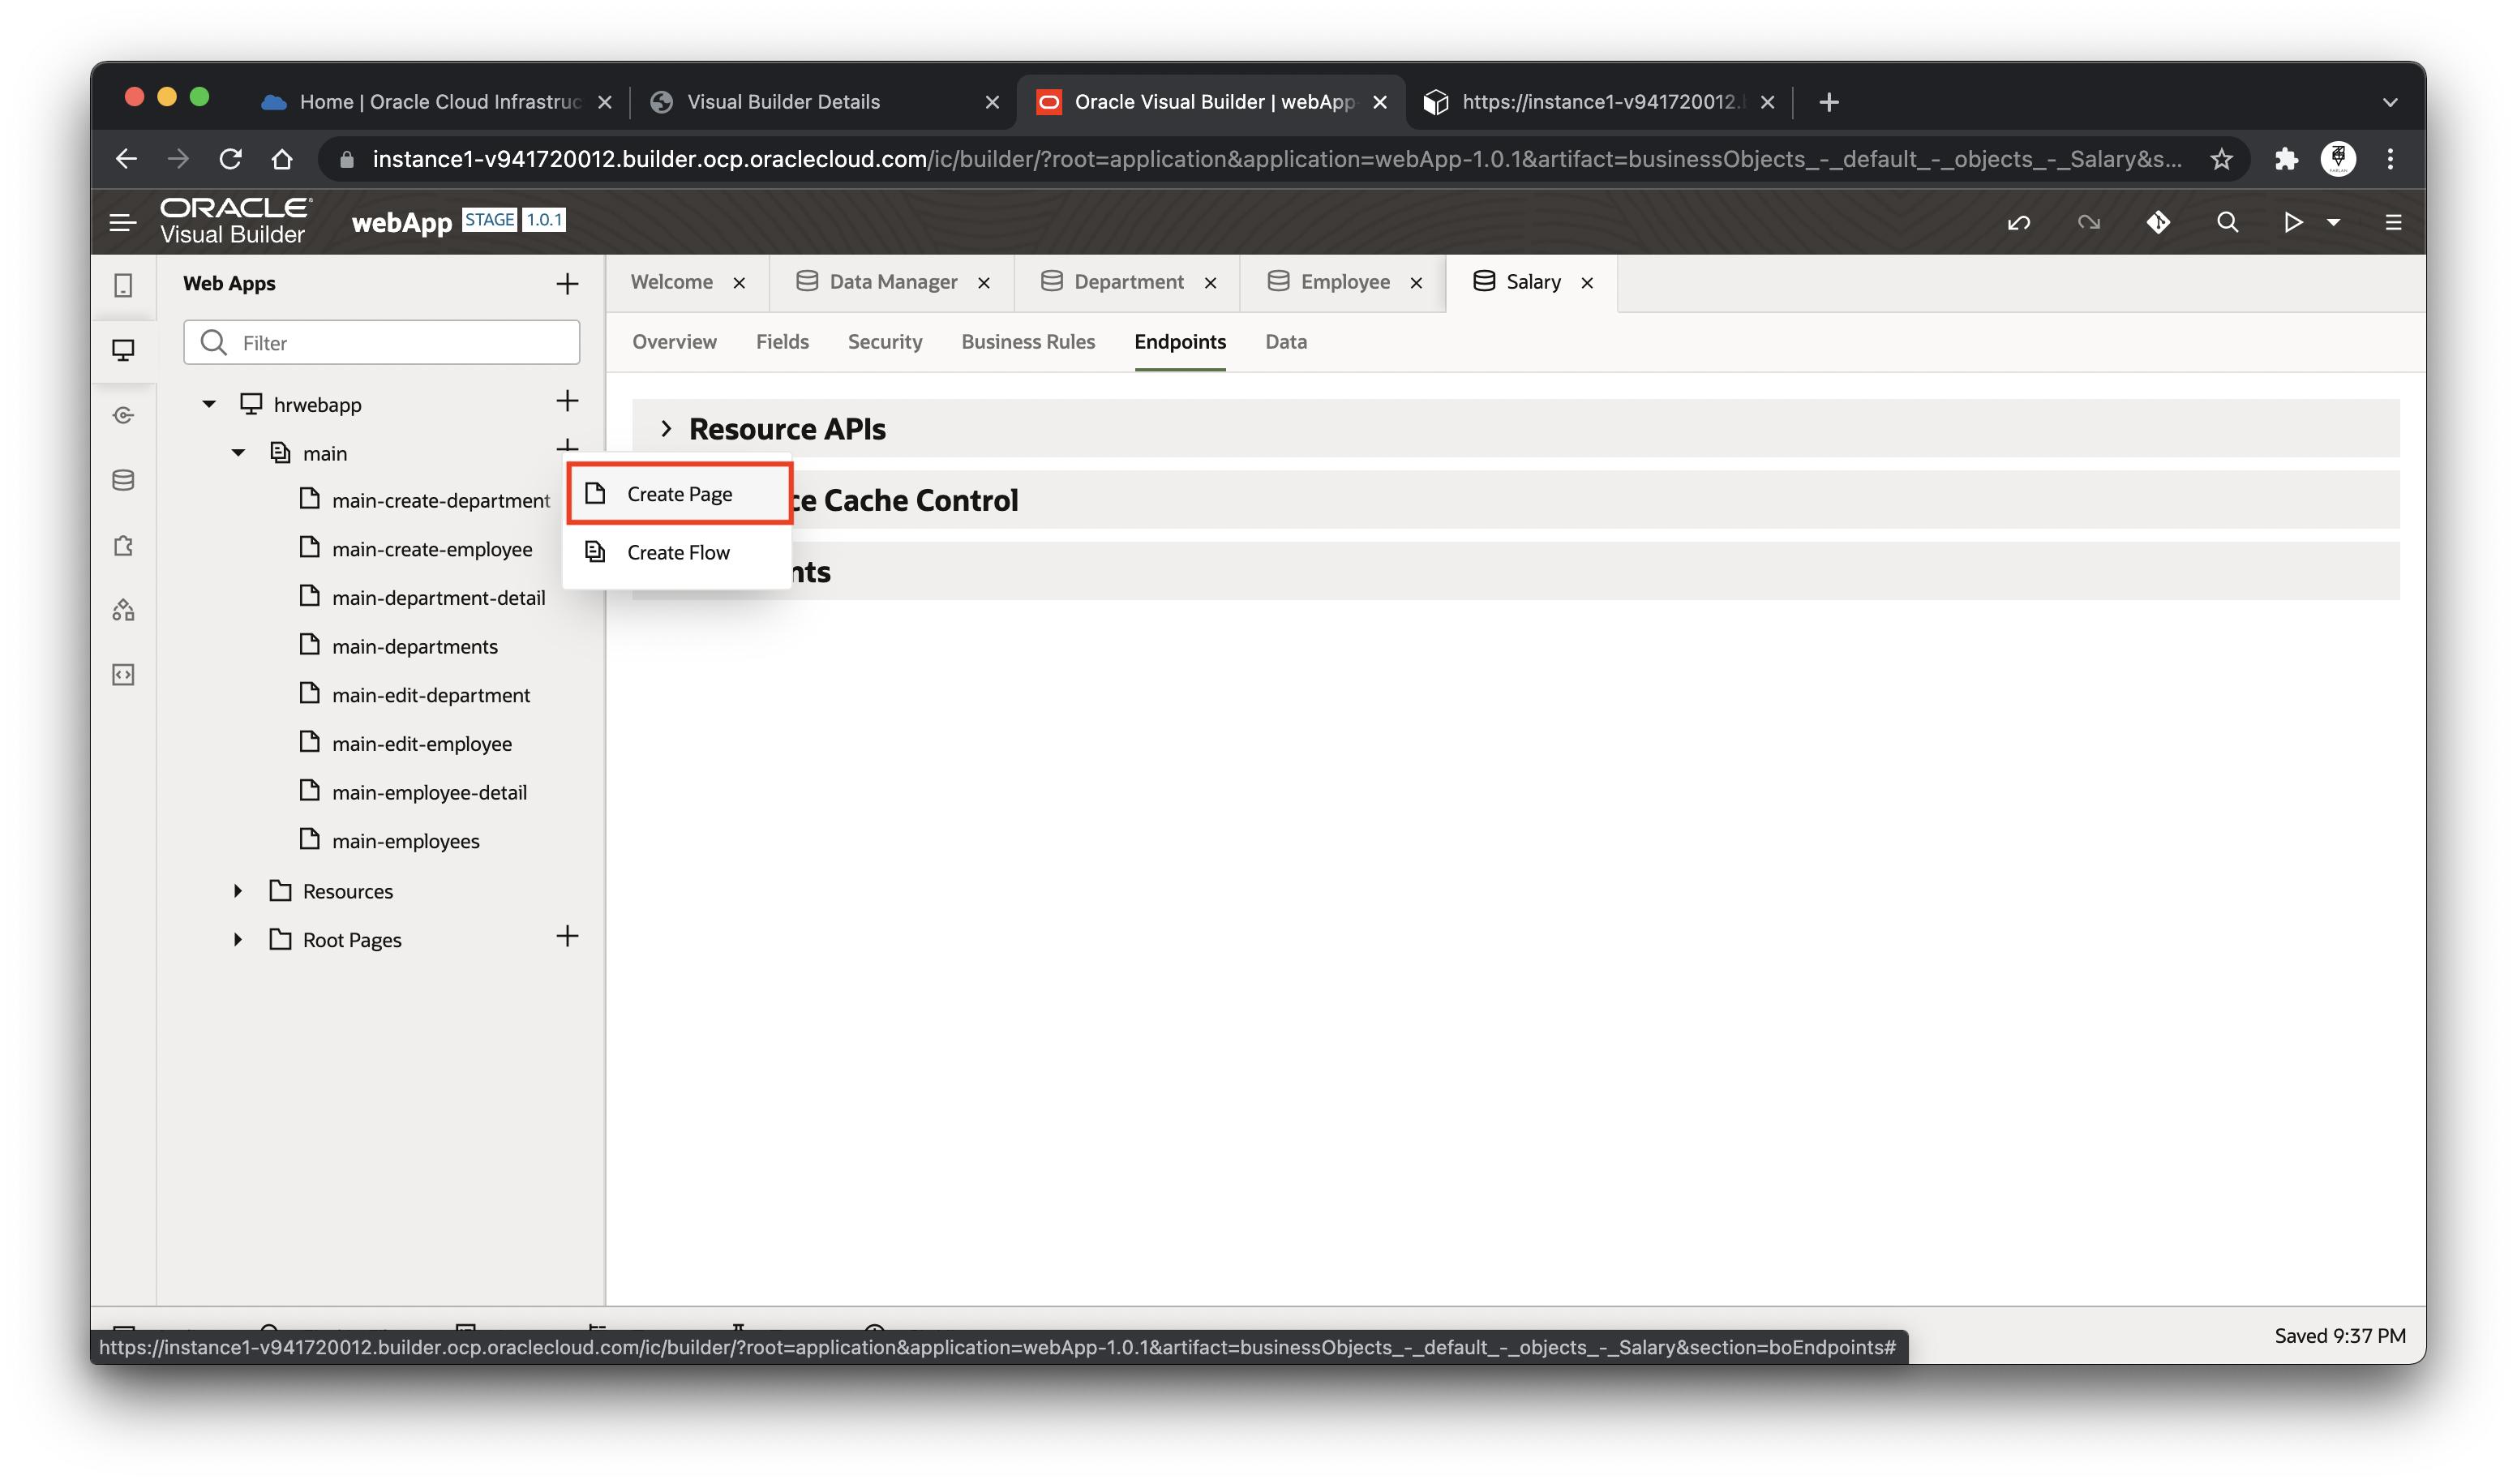 Home | Oracle Cloud Infrastruc
Visual Builder Details
Oracle Visual Builder | webApp-
https://instance1-v941720012.
instance1-v941720012.builder.ocp.oraclecloud.com/ic/builder/?root=application&application=webApp-1.0.1&artifact=businessObjects_-_default_-_objects_-_Salary&s...
ORACLE
Visual Builder
webApp STAGE 1.0.1
Web Apps
Filter
hrwebapp
main
main-create-department
main-create-employee
main-department-detail
main-departments
main-edit-department
main-edit-employee
main-employee-detail
main-employees
Resources
Root Pages
Create Page
Create Flow
Welcome
Data Manager
Department
Employee
Salary
Overview
Fields
Security
Business Rules
Endpoints
Data
Resource APIs
ce Cache Control
nts
https://instance1-v941720012.builder.ocp.oraclecloud.com/ic/builder/?root=application&application=webApp-1.0.1&artifact=businessObjects_-_default_-_objects_-_Salary&section=boEndpoints#
Saved 9:37 PM